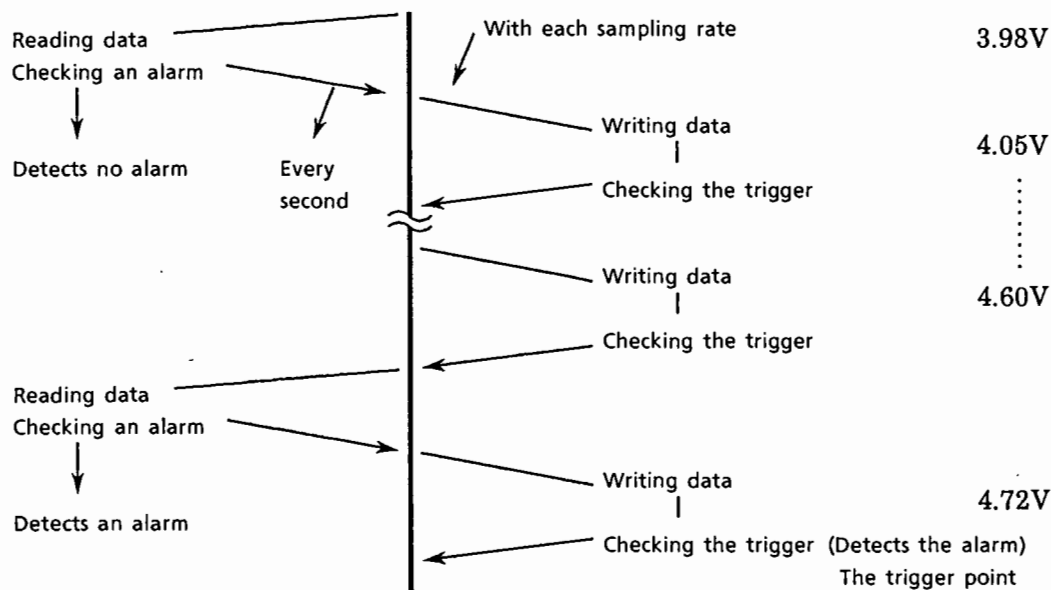 With each sampling rate
3.98V
Reading data
Checking an alarm
Writing data
4.05V
Detects no alarm
Every
second
Checking the trigger
Writing data
4.60V
Checking the trigger
Reading data
Checking an alarm
Writing data
4.72V
Detects an alarm
Checking the trigger (Detects the alarm)
The trigger point